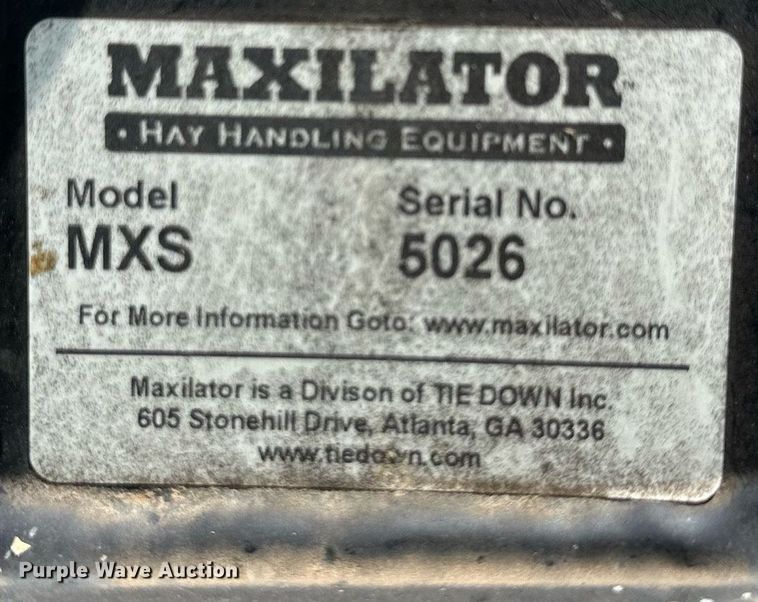 MAXILATOR™
• HAY HANDLING EQUIPMENT •
Model Serial No.
MXS 5026
For More Information Goto: www.maxilator.com
Maxilator is a Divison of TIE DOWN Inc.
605 Stonehill Drive, Atlanta, GA 30336
www.tiedown.com
Purple Wave Auction